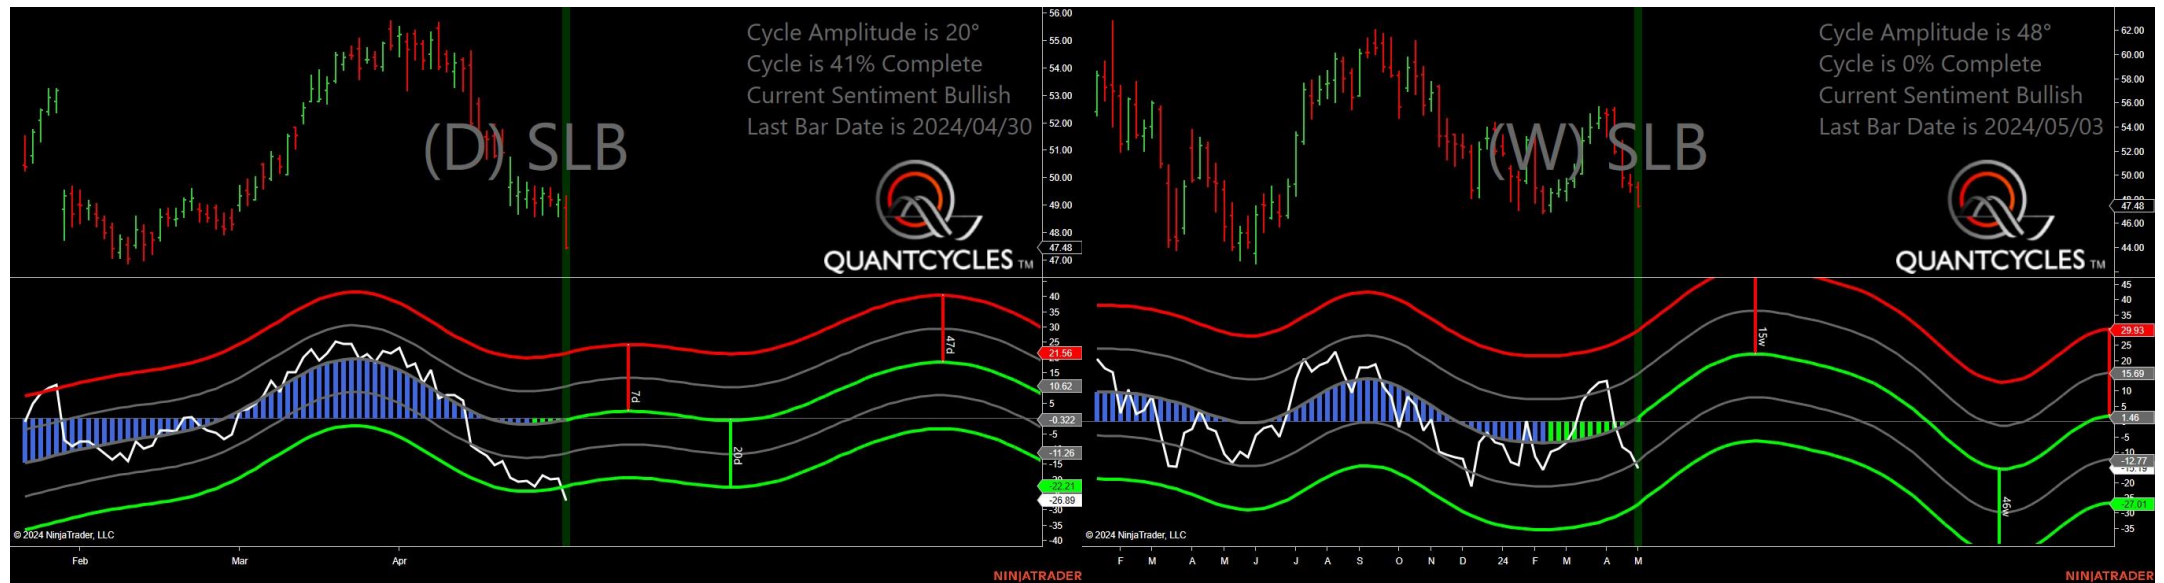 Cycle Amplitude is 20°
Cycle is 41% Complete
Current Sentiment Bullish
Last Bar Date is 2024/04/30
(D) SLB
QUANTCYCLES TM
56.00
55.00
54.00
53.00
52.00
51.00
50.00
49.00
48.00
47.48
47.00
40
35
30
25
21.56
15
10.62
5
-0.322
-5
-11.26
-15
-22.21
-26.89
-30
-35
-40
7d
20d
47d
© 2024 NinjaTrader, LLC
Feb Mar Apr
NINJATRADER
Cycle Amplitude is 48°
Cycle is 0% Complete
Current Sentiment Bullish
Last Bar Date is 2024/05/03
(W) SLB
QUANTCYCLES TM
62.00
60.00
58.00
56.00
54.00
52.00
50.00
47.48
46.00
44.00
45
40
35
29.93
25
20
15.69
10
5
1.46
-5
-10
-12.77
-20
-27.01
-35
15w
46w
© 2024 NinjaTrader, LLC
F M A M J J A S O N D 24 F M A M
NINJATRADER